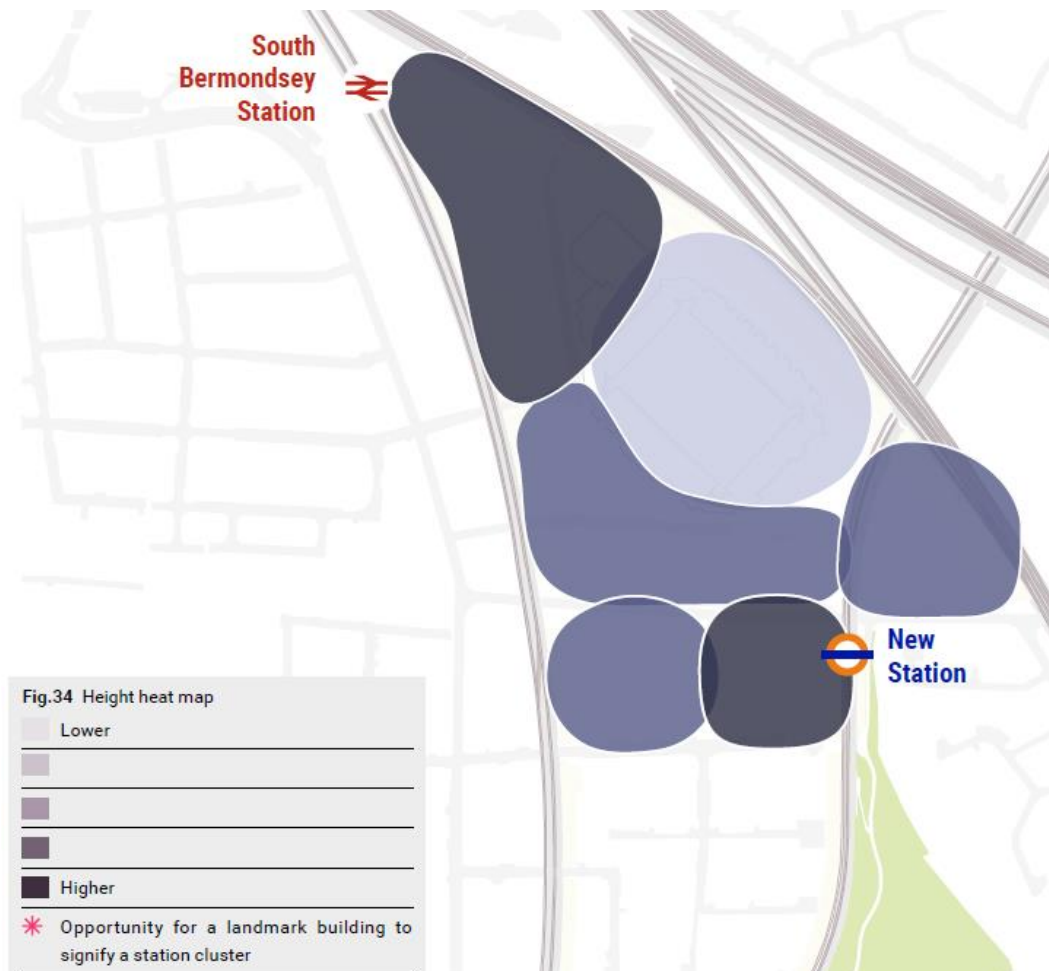 South
Bermondsey
Station
New
Station
Fig.34 Height heat map
Lower
Higher
Opportunity for a landmark building to
signify a station cluster